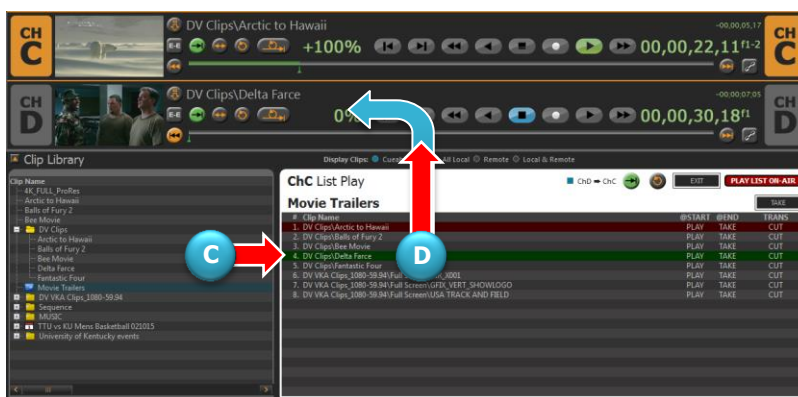 CH C
DV Clips\Arctic to Hawaii
-00,00,05,17
CH C
E-E
+100%
00,00,22,11 f1-2
CH D
DV Clips\Delta Farce
-00,00,07,05
CH D
E-E
0%
00,00,30,18 f1
Clip Library
Display Clips:
All Local
Remote
Local & Remote
Clip Name
4K_FULL_ProRes
Arctic to Hawaii
Balls of Fury 2
Bee Movie
DV Clips
Arctic to Hawaii
Balls of Fury 2
Bee Movie
Delta Farce
Fantastic Four
Movie Trailers
DV VKA Clips_1080-59.94
Sequence
MUSIC
TTU vs KU Mens Basketball 021015
University of Kentucky events
ChC List Play
ChD ➡ ChC
EXIT
PLAY LIST ON-AIR
Movie Trailers
TAKE
# Clip Name @START @END TRANS
1. DV Clips\Arctic to Hawaii PLAY TAKE CUT
2. DV Clips\Balls of Fury 2 PLAY TAKE CUT
3. DV Clips\Bee Movie PLAY TAKE CUT
4. DV Clips\Delta Farce PLAY TAKE CUT
5. DV Clips\Fantastic Four PLAY TAKE CUT
6. DV VKA Clips_1080-59.94\Full PLAY TAKE CUT
7. DV VKA Clips_1080-59.94\Full Screen\GFIX_VERT_SHOWLOGO PLAY TAKE CUT
8. DV VKA Clips_1080-59.94\Full Screen\USA TRACK AND FIELD PLAY TAKE CUT
C
D